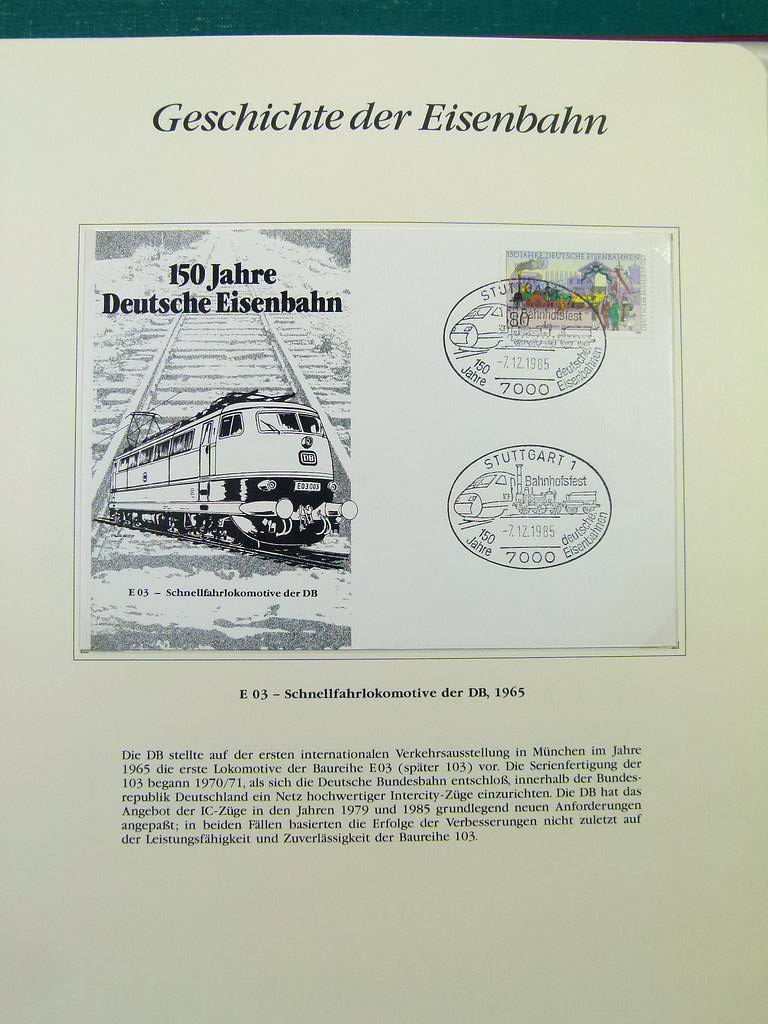 Geschichte der Eisenbahn
150 Jahre
Deutsche Eisenbahn
DB
E 03 003
E 03 – Schnellfahrlokomotive der DB
150 JAHRE DEUTSCHE EISENBAHNEN
80
STUTTGART 1
Bahnhofsfest
-7.12.1985
150 Jahre
deutsche Eisenbahnen
7000
STUTTGART 1
Bahnhofsfest
-7.12.1985
150 Jahre
deutsche Eisenbahnen
7000
E 03 – Schnellfahrlokomotive der DB, 1965
Die DB stellte auf der ersten internationalen Verkehrsausstellung in München im Jahre
1965 die erste Lokomotive der Baureihe E03 (später 103) vor. Die Serienfertigung der
103 begann 1970/71, als sich die Deutsche Bundesbahn entschloß, innerhalb der Bundes-
republik Deutschland ein Netz hochwertiger Intercity-Züge einzurichten. Die DB hat das
Angebot der IC-Züge in den Jahren 1979 und 1985 grundlegend neuen Anforderungen
angepaßt; in beiden Fällen basierten die Erfolge der Verbesserungen nicht zuletzt auf
der Leistungsfähigkeit und Zuverlässigkeit der Baureihe 103.